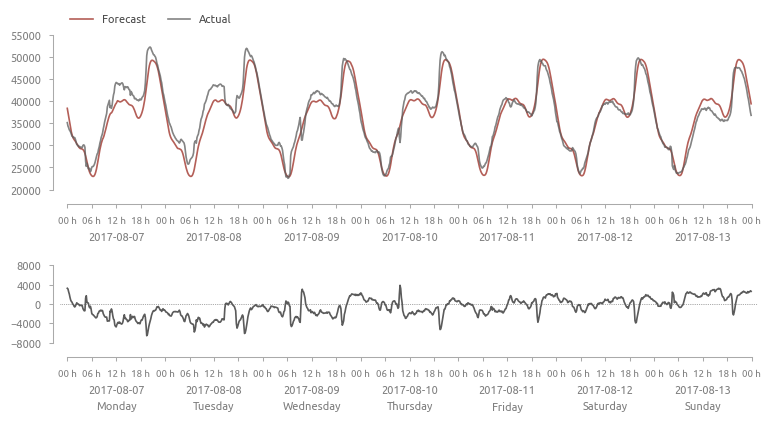 Forecast Actual
55000
50000
45000
40000
35000
30000
25000
20000
00 h 06 h 12 h 18 h 00 h 06 h 12 h 18 h 00 h 06 h 12 h 18 h 00 h 06 h 12 h 18 h 00 h 06 h 12 h 18 h 00 h 06 h 12 h 18 h 00 h 06 h 12 h 18 h 00 h
2017-08-07 2017-08-08 2017-08-09 2017-08-10 2017-08-11 2017-08-12 2017-08-13
8000
4000
0
−4000
−8000
00 h 06 h 12 h 18 h 00 h 06 h 12 h 18 h 00 h 06 h 12 h 18 h 00 h 06 h 12 h 18 h 00 h 06 h 12 h 18 h 00 h 06 h 12 h 18 h 00 h 06 h 12 h 18 h 00 h
2017-08-07 2017-08-08 2017-08-09 2017-08-10 2017-08-11 2017-08-12 2017-08-13
Monday Tuesday Wednesday Thursday Friday Saturday Sunday